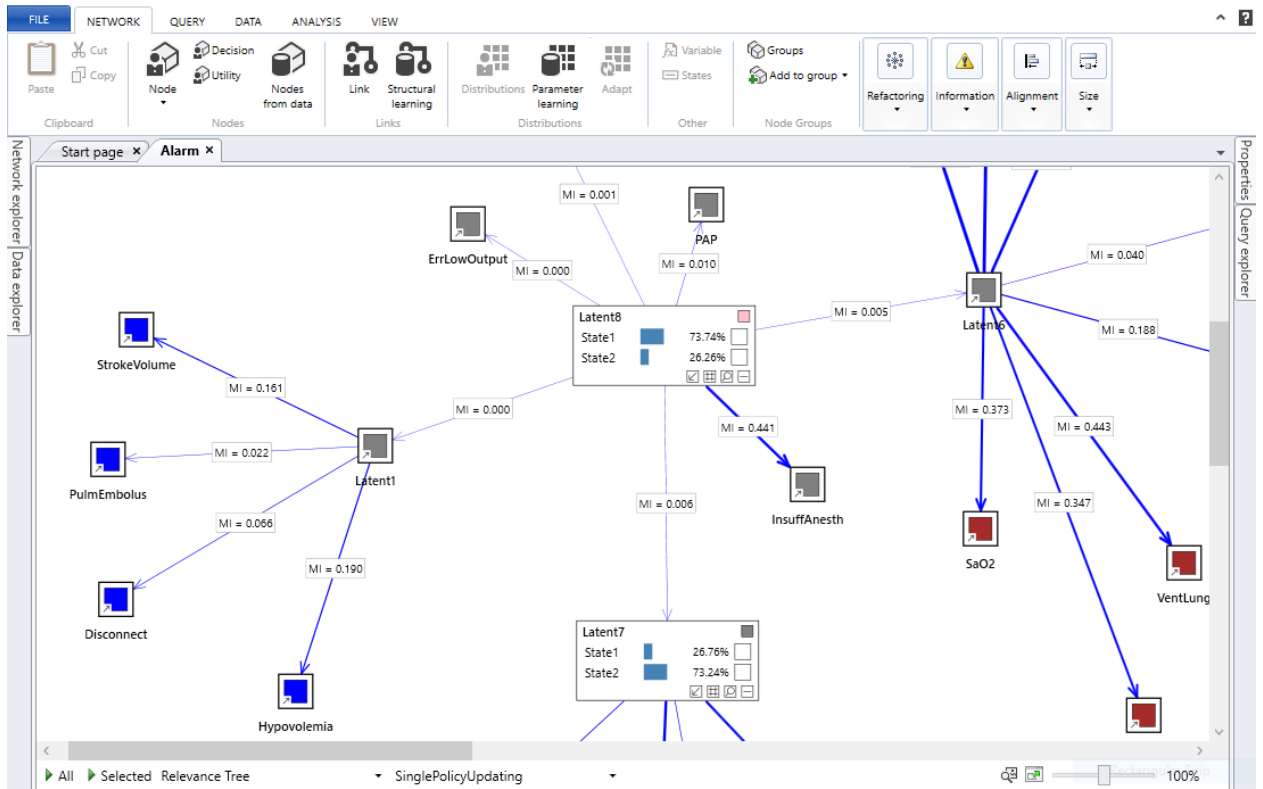 FILE NETWORK QUERY DATA ANALYSIS VIEW
Paste
Cut
Copy
Clipboard
Node
Decision
Utility
Nodes
from data
Nodes
Link
Structural
learning
Links
Distributions
Parameter
learning
Adapt
Distributions
Variable
States
Other
Groups
Add to group
Node Groups
Refactoring
Information
Alignment
Size
Network explorer
Data explorer
Start page
Alarm
Properties
Query explorer
MI = 0.001
PAP
ErrLowOutput
MI = 0.000
MI = 0.010
MI = 0.040
Latent8
State1 73.74%
State2 26.26%
MI = 0.005
Latent6
MI = 0.188
StrokeVolume
MI = 0.161
MI = 0.000
MI = 0.441
MI = 0.373
MI = 0.443
PulmEmbolus
MI = 0.022
Latent1
InsuffAnesth
MI = 0.006
MI = 0.347
MI = 0.066
SaO2
MI = 0.190
VentLung
Disconnect
Latent7
State1 26.76%
State2 73.24%
Hypovolemia
All Selected Relevance Tree SinglePolicyUpdating 100%
Rectangular Snip